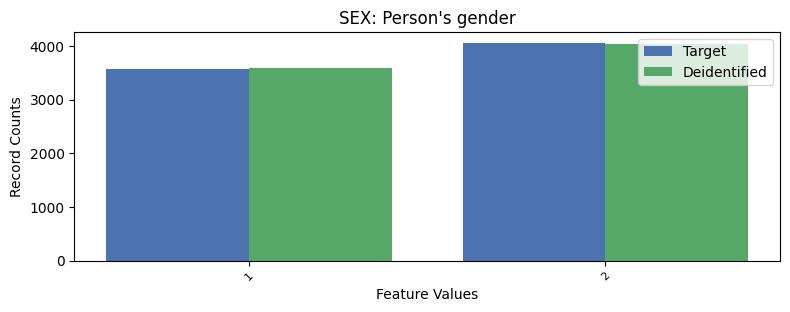 SEX: Person's gender
Target
Deidentified
Record Counts
4000
3000
2000
1000
0
1
2
Feature Values